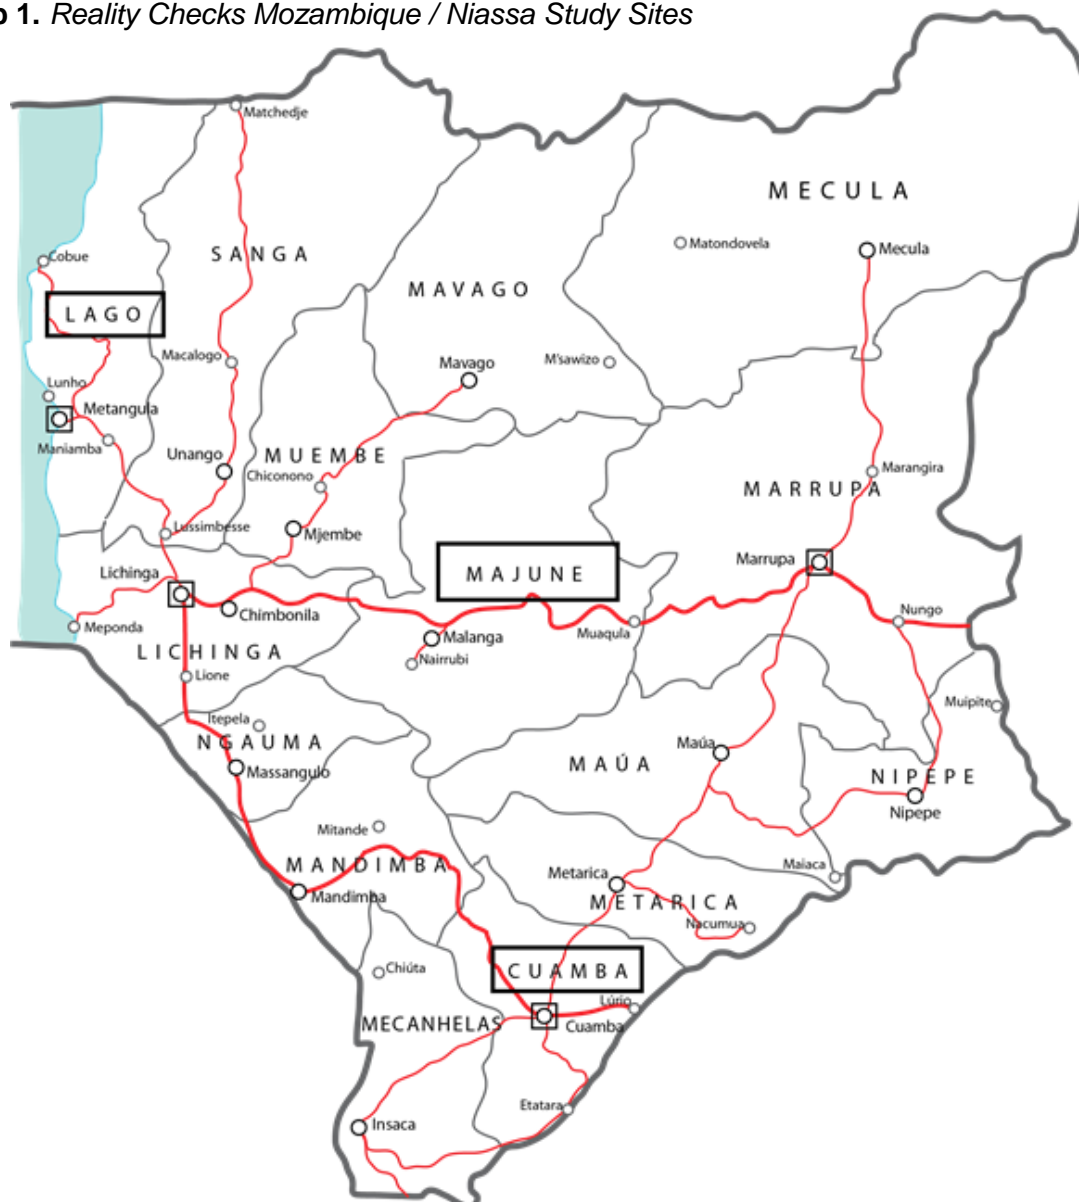 p 1. Reality Checks Mozambique / Niassa Study Sites
Matchedje
MECULA
Matondovela
Mecula
Cobue
SANGA
MAVAGO
LAGO
Macalogo
Mavago
M'sawizo
Lunho
Metangula
Maniamba
Unango
MUEMBE
Chiconono
Marangira
MARRUPA
Lussimbesse
Mjembe
Marrupa
Lichinga
MAJUNE
Chimbonila
Nungo
Meponda
Malanga
Muaqula
LICHINGA
Nairrubi
Lione
Muipite
Itepela
NGAUMA
Maúa
MAÚA
Massangulo
NIPEPE
Nipepe
Mitande
MANDIMBA
Maiaca
Metarica
Mandimba
METARICA
Nacumua
Chiúta
CUAMBA
Lúrio
MECANHELAS
Cuamba
Etatara
Insaca